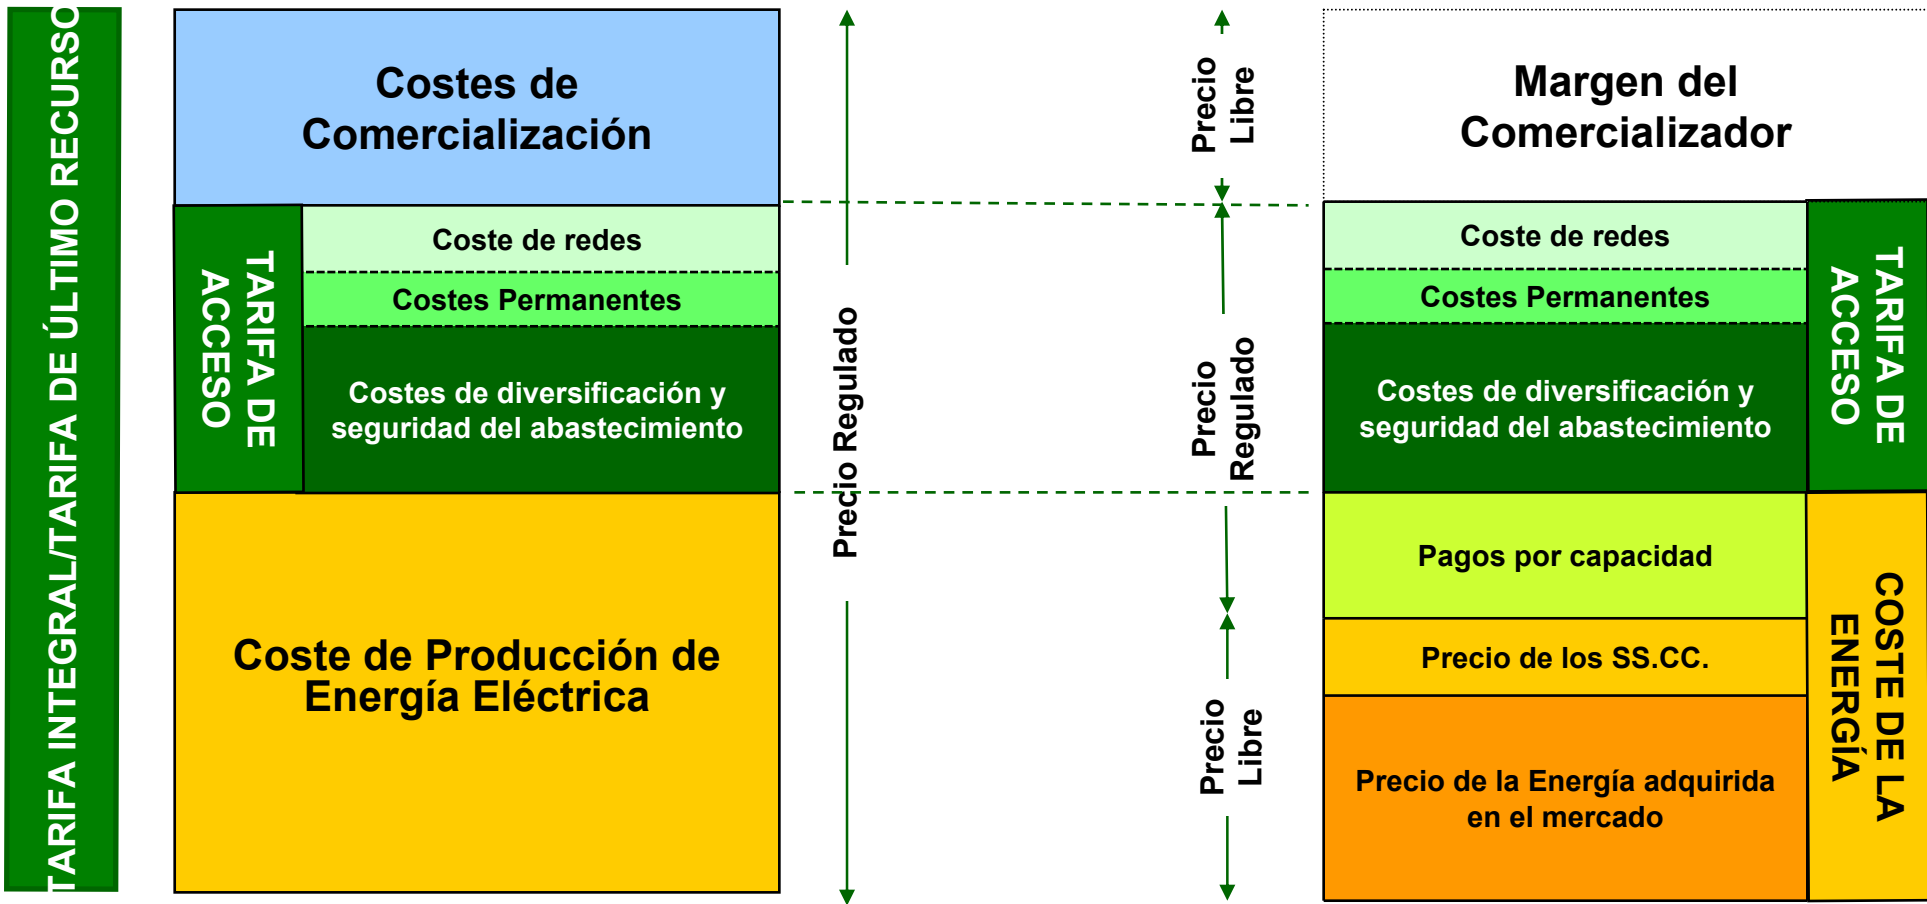 TARIFA INTEGRAL/TARIFA DE ÚLTIMO RECURSO
Costes de
Comercialización
TARIFA DE
ACCESO
Coste de redes
Costes Permanentes
Costes de diversificación y
seguridad del abastecimiento
Coste de Producción de
Energía Eléctrica
Precio Regulado
Precio
Libre
Precio
Regulado
Precio
Libre
Margen del
Comercializador
Coste de redes
Costes Permanentes
Costes de diversificación y
seguridad del abastecimiento
TARIFA DE
ACCESO
Pagos por capacidad
Precio de los SS.CC.
Precio de la Energía adquirida
en el mercado
COSTE DE LA
ENERGÍA